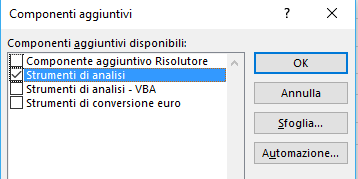 Componenti aggiuntivi
Componenti aggiuntivi disponibili:
Componente aggiuntivo Risolutore
Strumenti di analisi
Strumenti di analisi - VBA
Strumenti di conversione euro
OK
Annulla
Sfoglia...
Automazione...